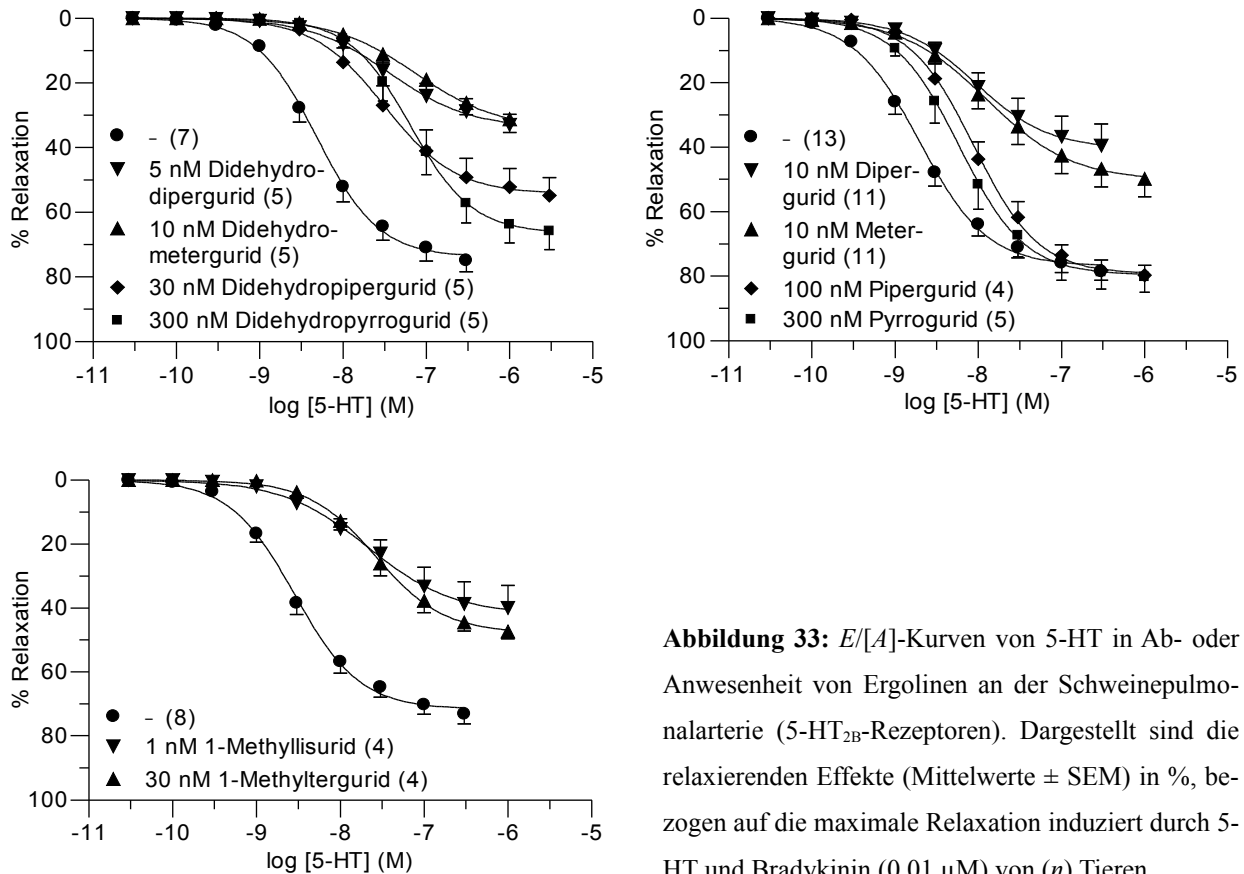 0
20
40
60
80
100
% Relaxation
- (7)
5 nM Didehydro-
dipergurid (5)
10 nM Didehydro-
metergurid (5)
30 nM Didehydropipergurid (5)
300 nM Didehydropyrrogurid (5)
-11 -10 -9 -8 -7 -6 -5
log [5-HT] (M)
0
20
40
60
80
100
% Relaxation
- (13)
10 nM Diper-
gurid (11)
10 nM Meter-
gurid (11)
100 nM Pipergurid (4)
300 nM Pyrrogurid (5)
-11 -10 -9 -8 -7 -6 -5
log [5-HT] (M)
0
20
40
60
80
100
% Relaxation
- (8)
1 nM 1-Methyllisurid (4)
30 nM 1-Methyltergurid (4)
-11 -10 -9 -8 -7 -6 -5
log [5-HT] (M)
Abbildung 33: E/[A]-Kurven von 5-HT in Ab- oder
Anwesenheit von Ergolinen an der Schweinepulmo-
nalarterie (5-HT2B-Rezeptoren). Dargestellt sind die
relaxierenden Effekte (Mittelwerte ± SEM) in %, be-
zogen auf die maximale Relaxation induziert durch 5-
HT und Bradykinin (0,01 µM) von (n) Tieren.